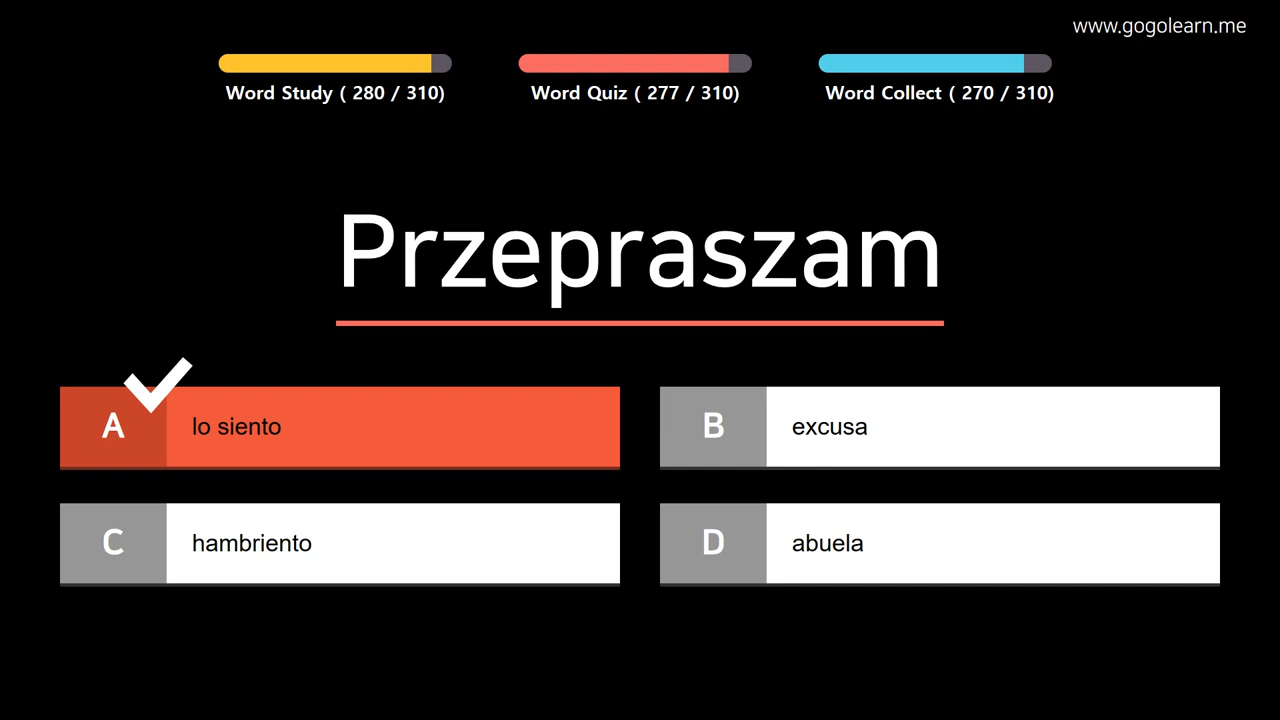 www.gogolearn.me
Word Study ( 280 / 310)
Word Quiz ( 277 / 310)
Word Collect ( 270 / 310)
Przepraszam
A lo siento
B excusa
C hambriento
D abuela